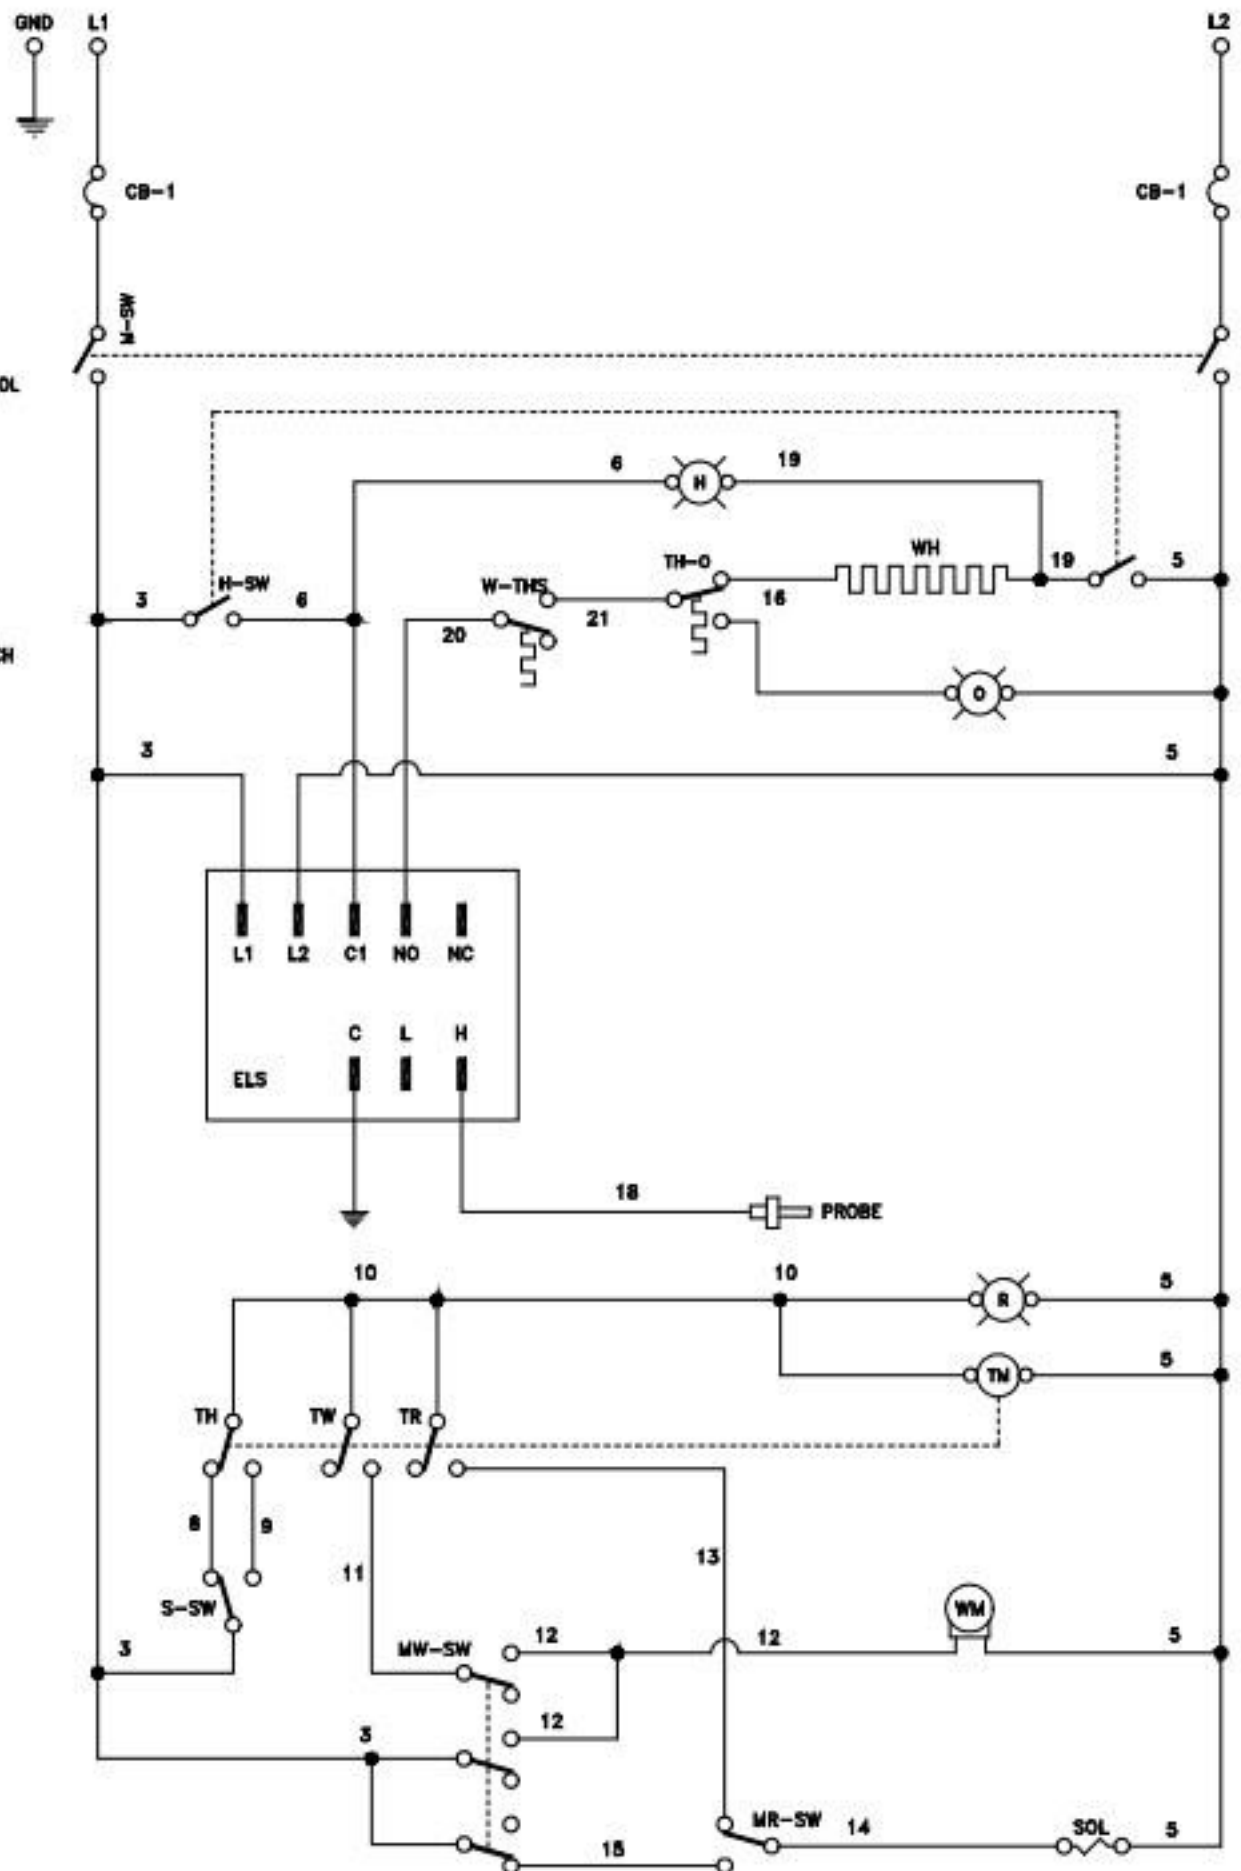 GND L1 L2
CB-1 CB-1
M-SW
OL
6 H 19
WH
TH-O
3 H-SW 6 W-THS 19 5
20 21 16
CH
O
3 5
L1 L2 C1 NO NC
C L H
ELS
18 PROBE
10 10 R 5
TM 5
TH TW TR
8 9
11 13
S-SW
WM
3 MW-SW 12 12 5
12
3
MR-SW 14 SOL 5
15